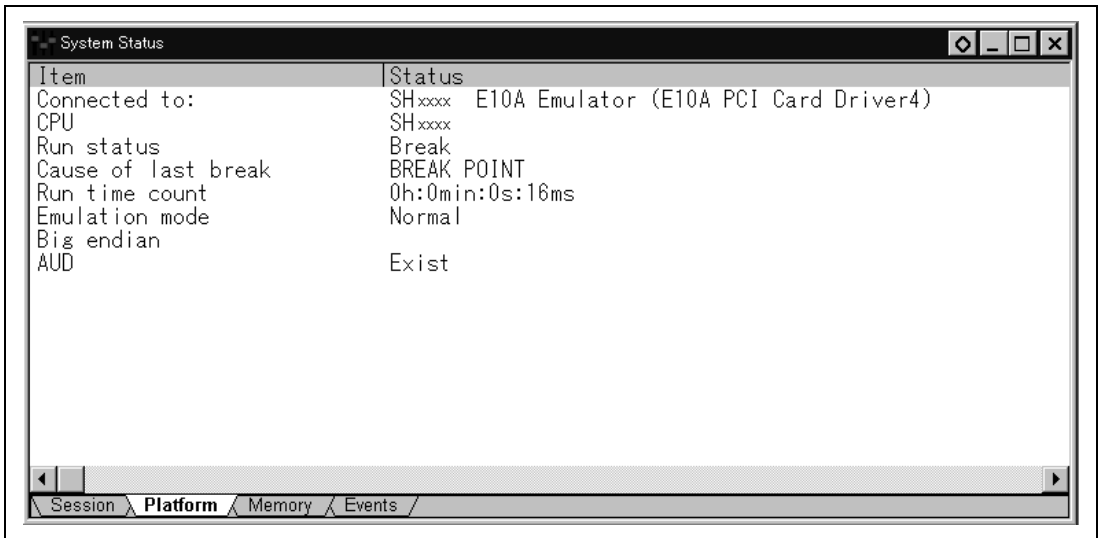 System Status
Item Status
Connected to: SHxxxx E10A Emulator (E10A PCI Card Driver4)
CPU SHxxxx
Run status Break
Cause of last break BREAK POINT
Run time count 0h:0min:0s:16ms
Emulation mode Normal
Big endian
AUD Exist
Session Platform Memory Events